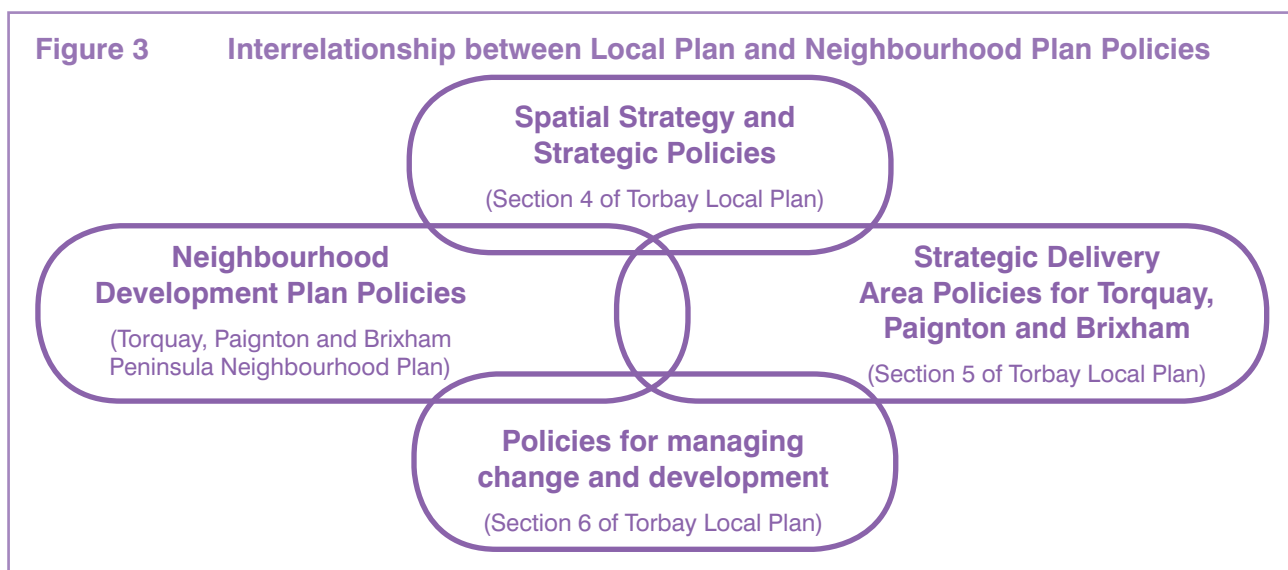 Figure 3 Interrelationship between Local Plan and Neighbourhood Plan Policies
Spatial Strategy and
Strategic Policies
(Section 4 of Torbay Local Plan)
Neighbourhood
Development Plan Policies
(Torquay, Paignton and Brixham
Peninsula Neighbourhood Plan)
Strategic Delivery
Area Policies for Torquay,
Paignton and Brixham
(Section 5 of Torbay Local Plan)
Policies for managing
change and development
(Section 6 of Torbay Local Plan)